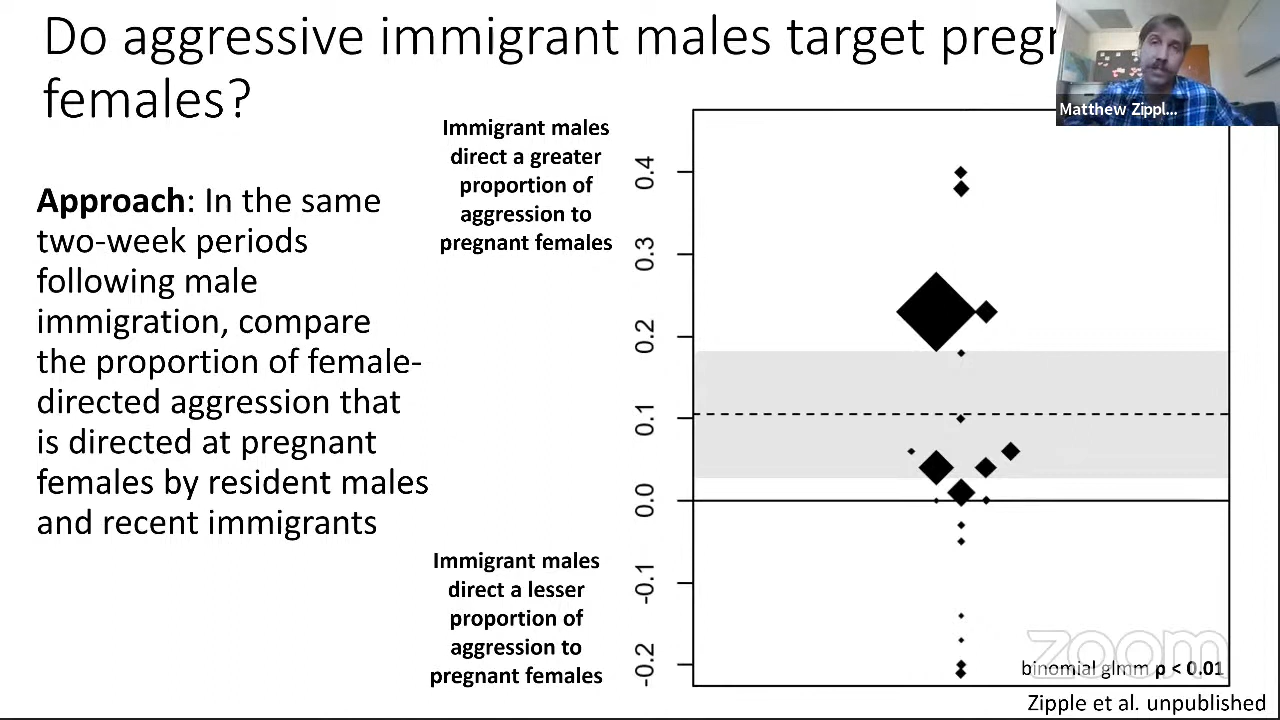 Do aggressive immigrant males target pregn
females?
Matthew Zippl...
Approach: In the same
two-week periods
following male
immigration, compare
the proportion of female-
directed aggression that
is directed at pregnant
females by resident males
and recent immigrants
Immigrant males
direct a greater
proportion of
aggression to
pregnant females
Immigrant males
direct a lesser
proportion of
aggression to
pregnant females
0.4
0.3
0.2
0.1
0.0
-0.1
-0.2
zoom
binomial glmm p < 0.01
Zipple et al. unpublished